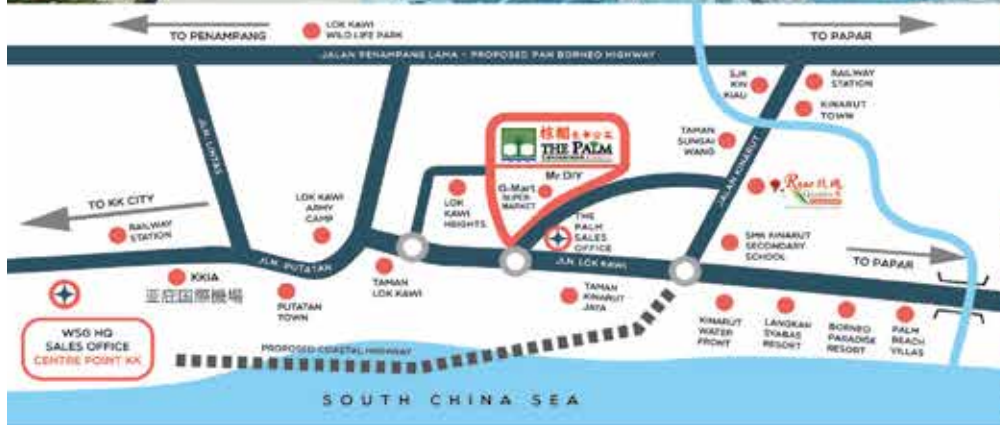 TO PENAMPANG
LOK KAWI
WILD LIFE PARK
TO PAPAR
JALAN PENAMPANG LAMA - PROPOSED PAN BORNEO HIGHWAY
SJK
KIN
KIAU
RAILWAY
STATION
KINARUT
TOWN
JLN. LINTAS
棕櫚
THE PALM
Mr. DIY
G-Mart
SUPER
MARKET
TAMAN
SUNGAI
WANG
JALAN KINARUT
TO KK CITY
RAILWAY
STATION
LOK KAWI
ARMY
CAMP
LOK
KAWI
HEIGHTS
THE
PALM
SALES
OFFICE
SMK KINARUT
SECONDARY
SCHOOL
TO PAPAR
JLN. PUTATAN
JLN. LOK KAWI
KKIA
亚庇国際機場
PUTATAN
TOWN
TAMAN
LOK KAWI
TAMAN
KINARUT
JAYA
KINARUT
WATER
FRONT
LANGKAH
SYABAS
RESORT
BORNEO
PARADISE
RESORT
PALM
BEACH
VILLAS
WSG HQ
SALES OFFICE
CENTRE POINT KK
PROPOSED COASTAL HIGHWAY
SOUTH CHINA SEA